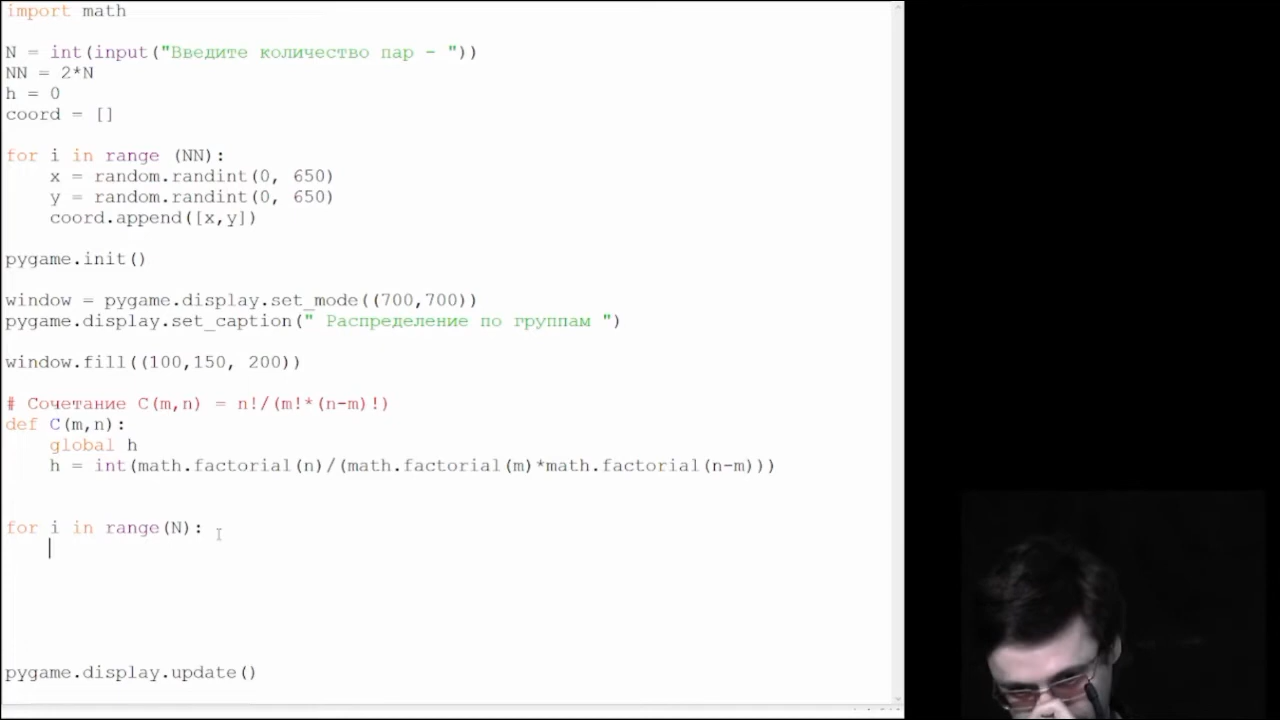 import math
N = int(input("Введите количество пар - "))
NN = 2*N
h = 0
coord = []
for i in range (NN):
    x = random.randint(0, 650)
    y = random.randint(0, 650)
    coord.append([x,y])
pygame.init()
window = pygame.display.set_mode((700,700))
pygame.display.set_caption(" Распределение по группам ")
window.fill((100,150, 200))
# Сочетание C(m,n) = n!/(m!*(n-m)!)
def C(m,n):
    global h
    h = int(math.factorial(n)/(math.factorial(m)*math.factorial(n-m)))
for i in range(N):
pygame.display.update()